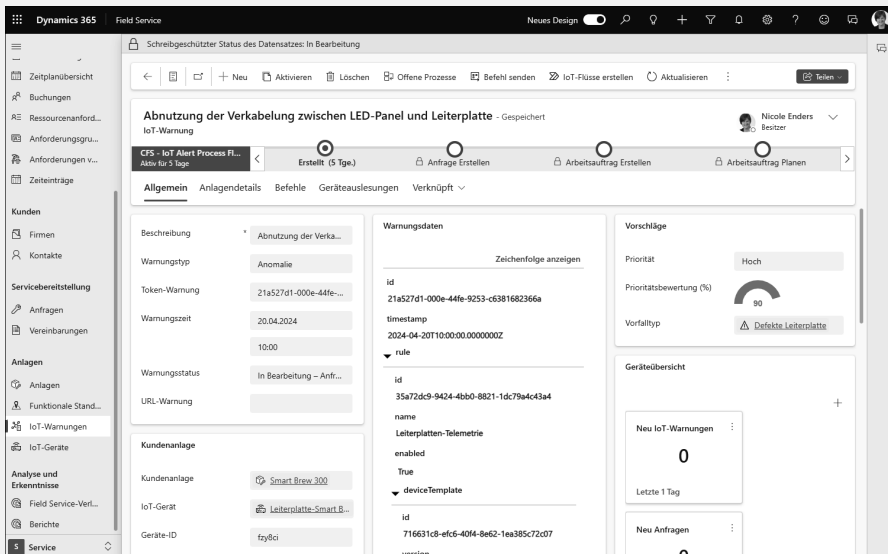 Dynamics 365 Field Service Neues Design
Schreibgeschützter Status des Datensatzes: In Bearbeitung
Zeitplanübersicht
Buchungen
Ressourcenanford...
Anforderungsgru...
Anforderungen v...
Zeiteinträge
Kunden
Firmen
Kontakte
Servicebereitstellung
Anfragen
Vereinbarungen
Anlagen
Anlagen
Funktionale Stand...
IoT-Warnungen
IoT-Geräte
Analyse und
Erkenntnisse
Field Service-Verl...
Berichte
S Service
Neu Aktivieren Löschen Offene Prozesse Befehl senden IoT-Flüsse erstellen Aktualisieren Teilen
Abnutzung der Verkabelung zwischen LED-Panel und Leiterplatte - Gespeichert
IoT-Warnung
Nicole Enders
Besitzer
CFS - IoT Alert Process Fl...
Aktiv für 5 Tage
Erstellt (5 Tge.) Anfrage Erstellen Arbeitsauftrag Erstellen Arbeitsauftrag Planen
Allgemein Anlagendetails Befehle Geräteauslesungen Verknüpft
Beschreibung * Abnutzung der Verka...
Warnungstyp Anomalie
Token-Warnung 21a527d1-000e-44fe-...
Warnungszeit 20.04.2024
10:00
Warnungsstatus In Bearbeitung – Anfr...
URL-Warnung
Kundenanlage
Kundenanlage Smart Brew 300
IoT-Gerät Leiterplatte-Smart B...
Geräte-ID fzy8ci
Warnungsdaten
Zeichenfolge anzeigen
id
21a527d1-000e-44fe-9253-c6381682366a
timestamp
2024-04-20T10:00:00.0000000Z
rule
id
35a72dc9-9424-4bb0-8821-1dc79a4c43a4
name
Leiterplatten-Telemetrie
enabled
True
deviceTemplate
id
716631c8-efc6-40f4-8e62-1ea385c72c07
version
Vorschläge
Priorität Hoch
Prioritätsbewertung (%) 90
Vorfalltyp Defekte Leiterplatte
Geräteübersicht
Neu IoT-Warnungen
0
Letzte 1 Tag
Neu Anfragen
0